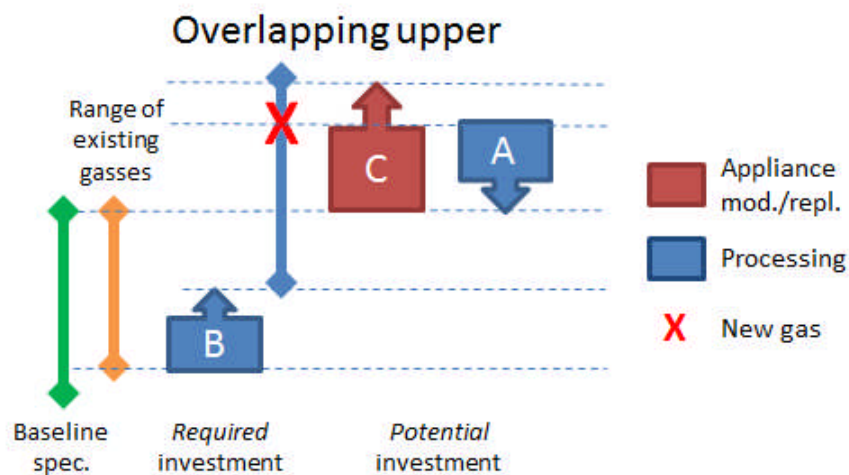 Overlapping upper
Range of
existing
gasses
C
A
B
Appliance
mod./repl.
Processing
X
New gas
X
Baseline
spec.
Required
investment
Potential
investment